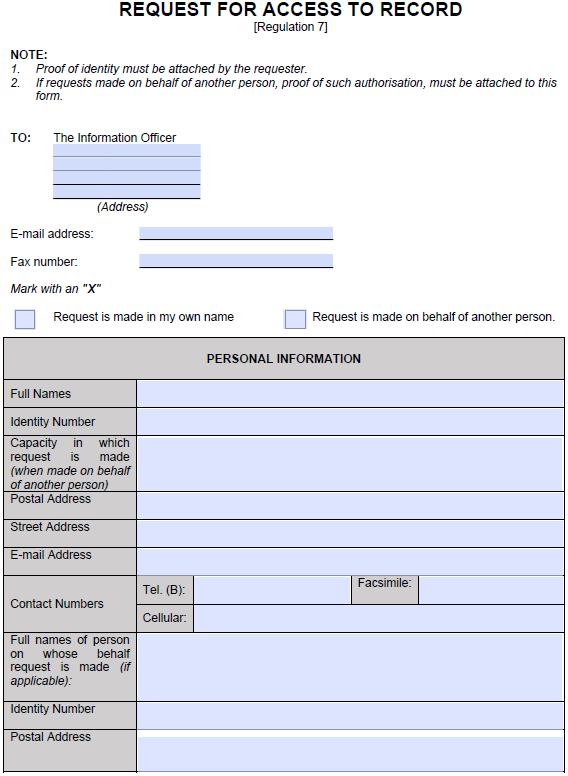 REQUEST FOR ACCESS TO RECORD
[Regulation 7]
NOTE:
1. Proof of identity must be attached by the requester.
2. If requests made on behalf of another person, proof of such authorisation, must be attached to this
form.
TO: The Information Officer
(Address)
E-mail address:
Fax number:
Mark with an "X"
Request is made in my own name Request is made on behalf of another person.
PERSONAL INFORMATION
Full Names
Identity Number
Capacity in which
request is made
(when made on behalf
of another person)
Postal Address
Street Address
E-mail Address
Contact Numbers
Tel. (B): Facsimile:
Cellular:
Full names of person
on whose behalf
request is made (if
applicable):
Identity Number
Postal Address